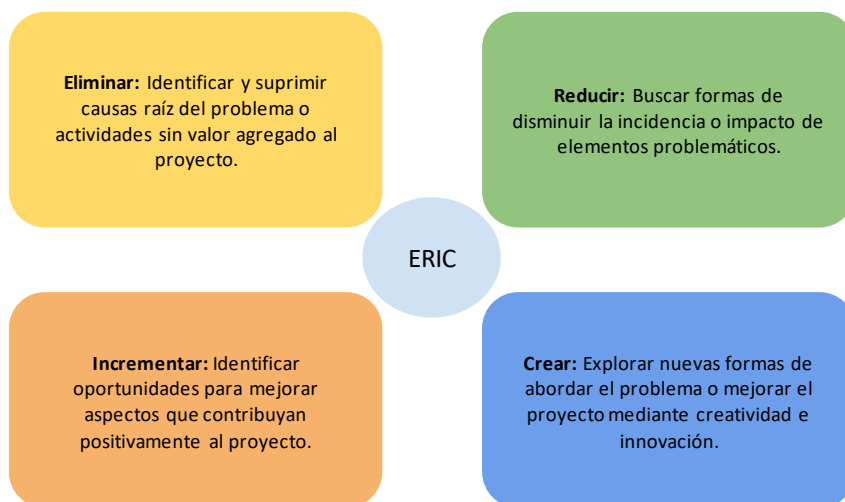 Eliminar: Identificar y suprimir
causas raíz del problema o
actividades sin valor agregado al
proyecto.
Reducir: Buscar formas de
disminuir la incidencia o impacto de
elementos problemáticos.
ERIC
Incrementar: Identificar
oportunidades para mejorar
aspectos que contribuyan
positivamente al proyecto.
Crear: Explorar nuevas formas de
abordar el problema o mejorar el
proyecto mediante creatividad e
innovación.